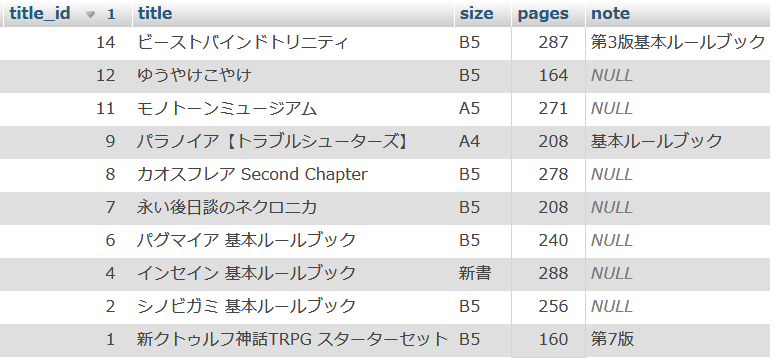 title_id 1 title size pages note
14 ビーストバインドトリニティ B5 287 第3版基本ルールブック
12 ゆうやけこやけ B5 164 NULL
11 モノトーンミュージアム A5 271 NULL
9 パラノイア【トラブルシューターズ】 A4 208 基本ルールブック
8 カオスフレア Second Chapter B5 278 NULL
7 永い後日談のネクロニカ B5 208 NULL
6 パグマイア 基本ルールブック B5 240 NULL
4 インセイン 基本ルールブック 新書 288 NULL
2 シノビガミ 基本ルールブック B5 256 NULL
1 新クトゥルフ神話TRPG スターターセット B5 160 第7版